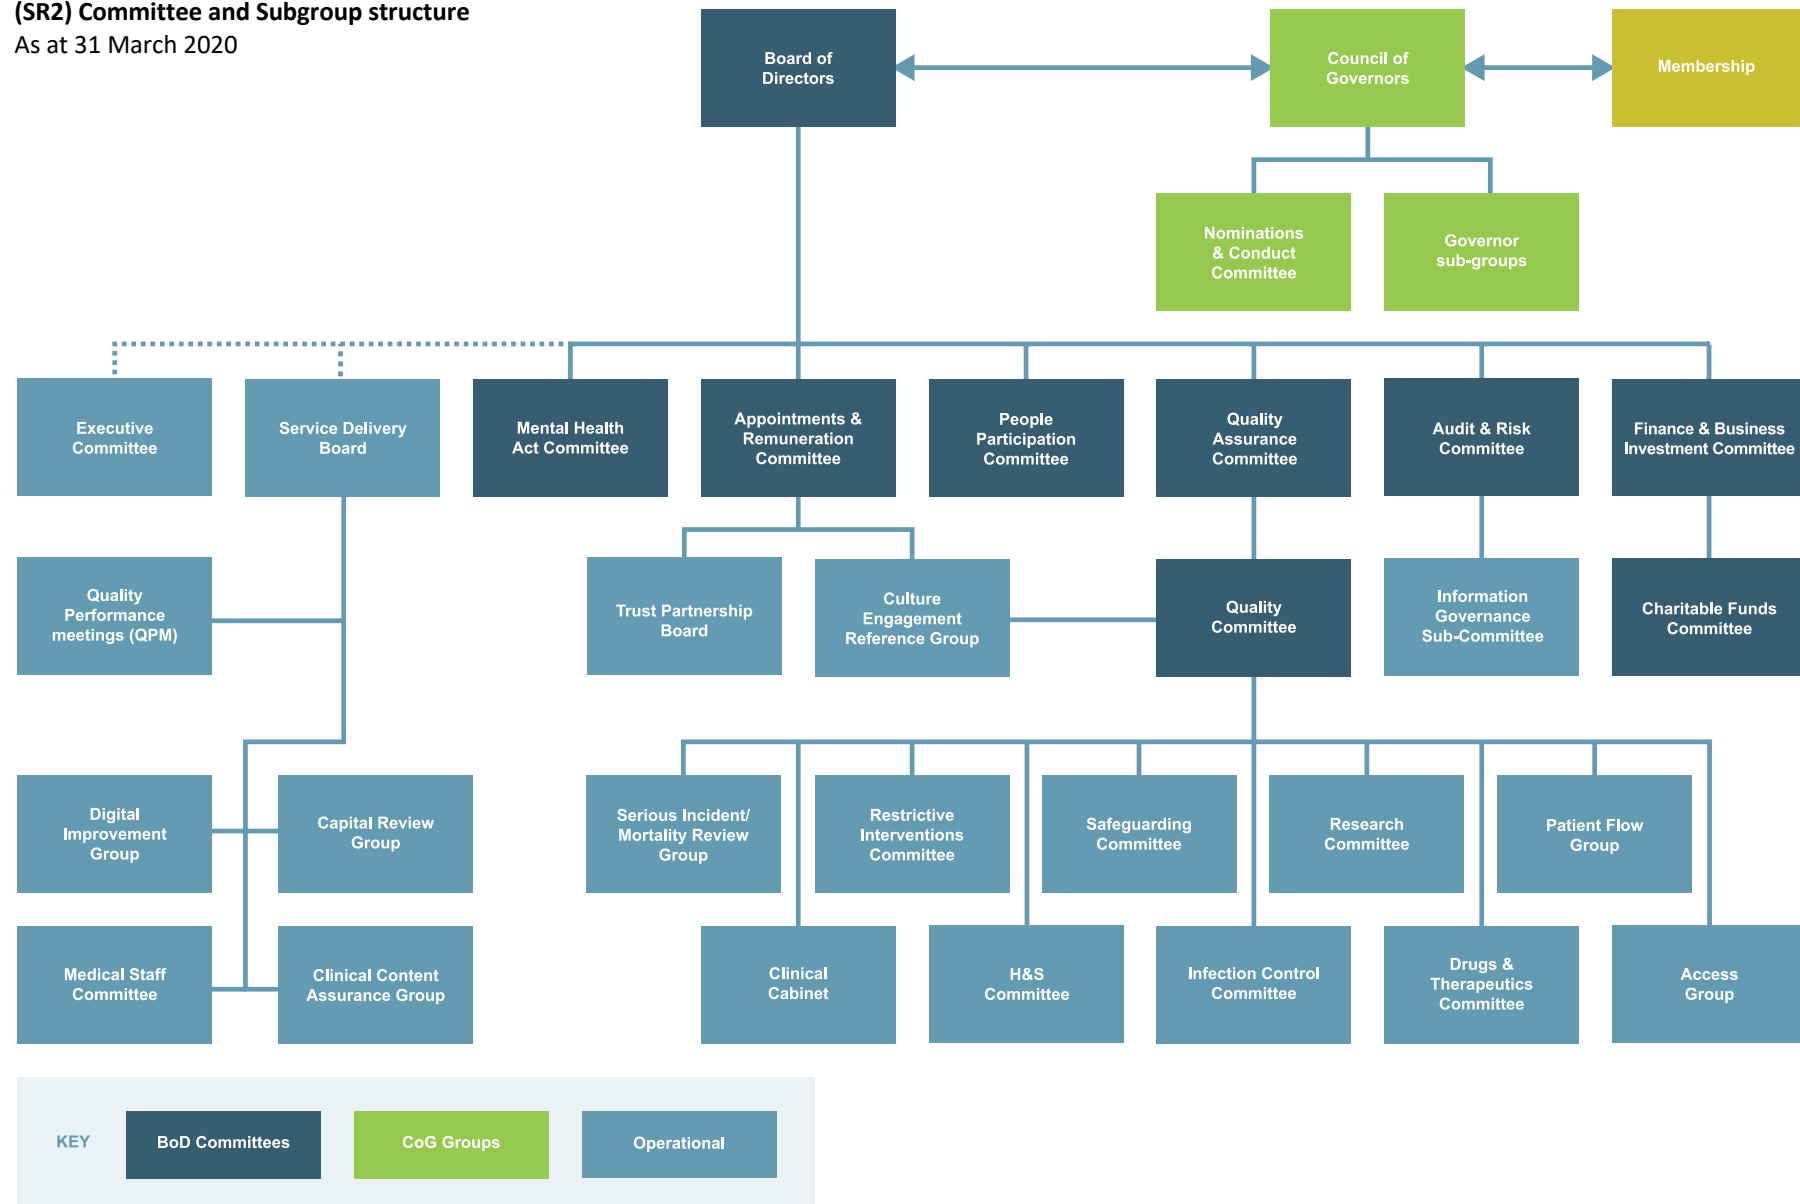 (SR2) Committee and Subgroup structure
As at 31 March 2020
Board of
Directors
Council of
Governors
Membership
Nominations
& Conduct
Committee
Governor
sub-groups
Executive
Committee
Service Delivery
Board
Mental Health
Act Committee
Appointments &
Remuneration
Committee
People
Participation
Committee
Quality
Assurance
Committee
Audit & Risk
Committee
Finance & Business
Investment Committee
Quality
Performance
meetings (QPM)
Trust Partnership
Board
Culture
Engagement
Reference Group
Quality
Committee
Information
Governance
Sub-Committee
Charitable Funds
Committee
Digital
Improvement
Group
Capital Review
Group
Serious Incident/
Mortality Review
Group
Restrictive
Interventions
Committee
Safeguarding
Committee
Research
Committee
Patient Flow
Group
Medical Staff
Committee
Clinical Content
Assurance Group
Clinical
Cabinet
H&S
Committee
Infection Control
Committee
Drugs &
Therapeutics
Committee
Access
Group
KEY
BoD Committees
CoG Groups
Operational